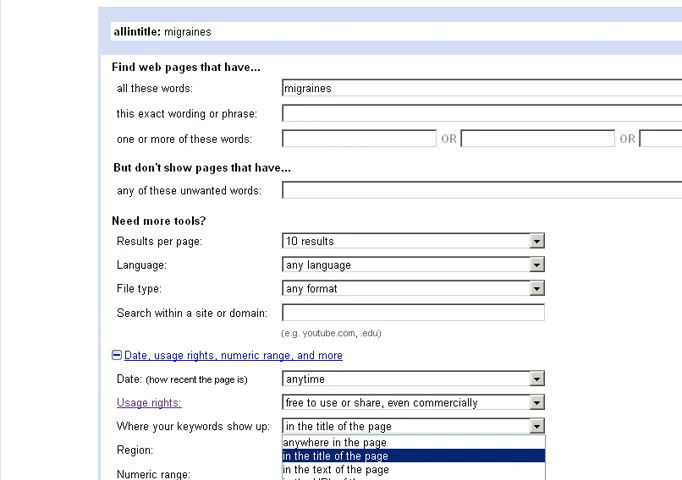 allintitle: migraines
Find web pages that have...
all these words: migraines
this exact wording or phrase:
one or more of these words: OR OR
But don't show pages that have...
any of these unwanted words:
Need more tools?
Results per page: 10 results
Language: any language
File type: any format
Search within a site or domain:
(e.g. youtube.com, .edu)
Date, usage rights, numeric range, and more
Date: (how recent the page is) anytime
Usage rights: free to use or share, even commercially
Where your keywords show up: in the title of the page
anywhere in the page
Region: in the title of the page
in the text of the page
Numeric range: